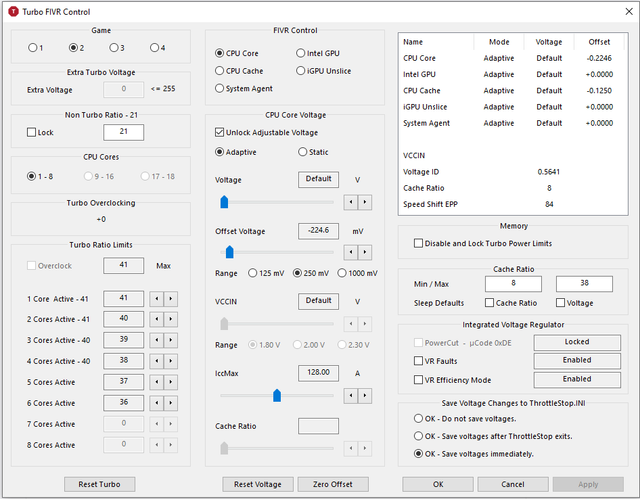 Turbo FIVR Control
Game
1 2 3 4
Extra Turbo Voltage
Extra Voltage 0 <= 255
Non Turbo Ratio - 21
Lock 21
CPU Cores
1 - 8 9 - 16 17 - 18
Turbo Overclocking
+0
Turbo Ratio Limits
Overclock 41 Max
1 Core Active - 41 41
2 Cores Active - 41 40
3 Cores Active - 40 39
4 Cores Active - 40 38
5 Cores Active 37
6 Cores Active 36
7 Cores Active 0
8 Cores Active 0
Reset Turbo
FIVR Control
CPU Core Intel GPU
CPU Cache iGPU Unslice
System Agent
CPU Core Voltage
Unlock Adjustable Voltage
Adaptive Static
Voltage Default V
Offset Voltage -224.6 mV
Range 125 mV 250 mV 1000 mV
VCCIN Default V
Range 1.80 V 2.00 V 2.30 V
IccMax 128.00 A
Cache Ratio
Reset Voltage Zero Offset
Name Mode Voltage Offset
CPU Core Adaptive Default -0.2246
Intel GPU Adaptive Default +0.0000
CPU Cache Adaptive Default -0.1250
iGPU Unslice Adaptive Default +0.0000
System Agent Adaptive Default +0.0000
VCCIN
Voltage ID 0.5641
Cache Ratio 8
Speed Shift EPP 84
Memory
Disable and Lock Turbo Power Limits
Cache Ratio
Min / Max 8 38
Sleep Defaults Cache Ratio Voltage
Integrated Voltage Regulator
PowerCut - µCode 0xDE Locked
VR Faults Enabled
VR Efficiency Mode Enabled
Save Voltage Changes to ThrottleStop.INI
OK - Do not save voltages.
OK - Save voltages after ThrottleStop exits.
OK - Save voltages immediately.
OK Cancel Apply